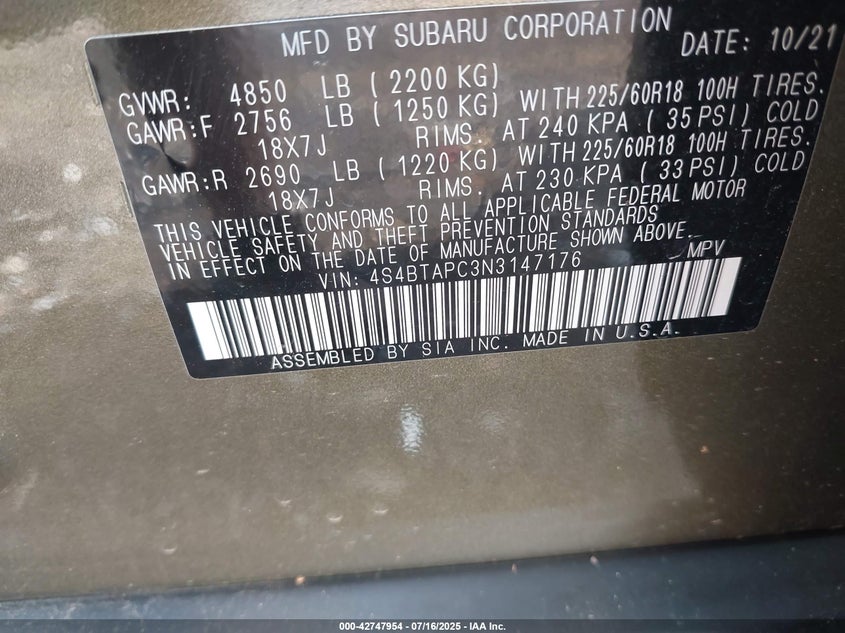 MFD BY SUBARU CORPORATION DATE: 10/21
GVWR: 4850 LB (2200 KG)
GAWR:F 2756 LB (1250 KG) WITH 225/60R18 100H TIRES.
18X7J RIMS. AT 240 KPA (35 PSI) COLD
GAWR:R 2690 LB (1220 KG) WITH 225/60R18 100H TIRES.
18X7J RIMS. AT 230 KPA (33 PSI) COLD
THIS VEHICLE CONFORMS TO ALL APPLICABLE FEDERAL MOTOR
VEHICLE SAFETY AND THEFT PREVENTION STANDARDS
IN EFFECT ON THE DATE OF MANUFACTURE SHOWN ABOVE.
VIN: 4S4BTAPC3N3147176 MPV
ASSEMBLED BY SIA INC. MADE IN U.S.A.
000-42747954 - 07/16/2025 - IAA Inc.